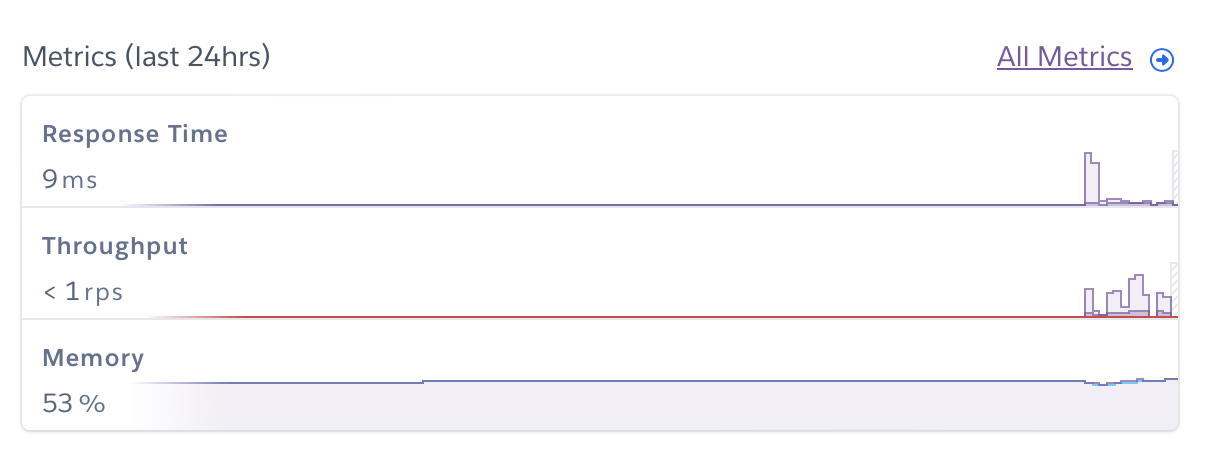 Metrics (last 24hrs)
All Metrics
Response Time
9 ms
Throughput
< 1 rps
Memory
53 %